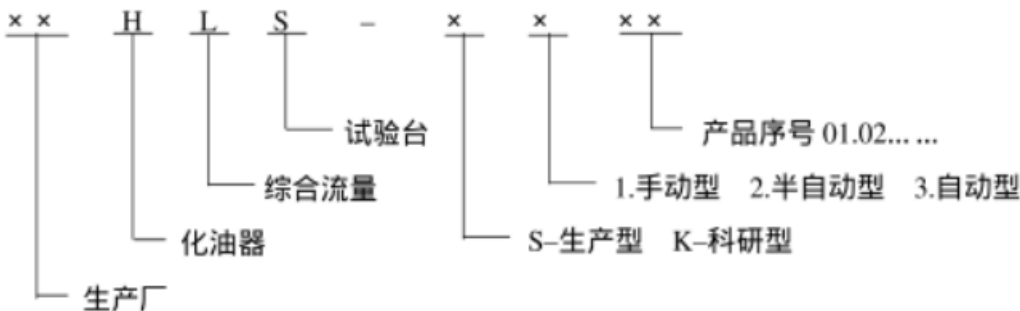 ×× H L S – × × ××
试验台 产品序号 01.02... ...
综合流量 1.手动型 2.半自动型 3.自动型
化油器 S–生产型 K–科研型
生产厂